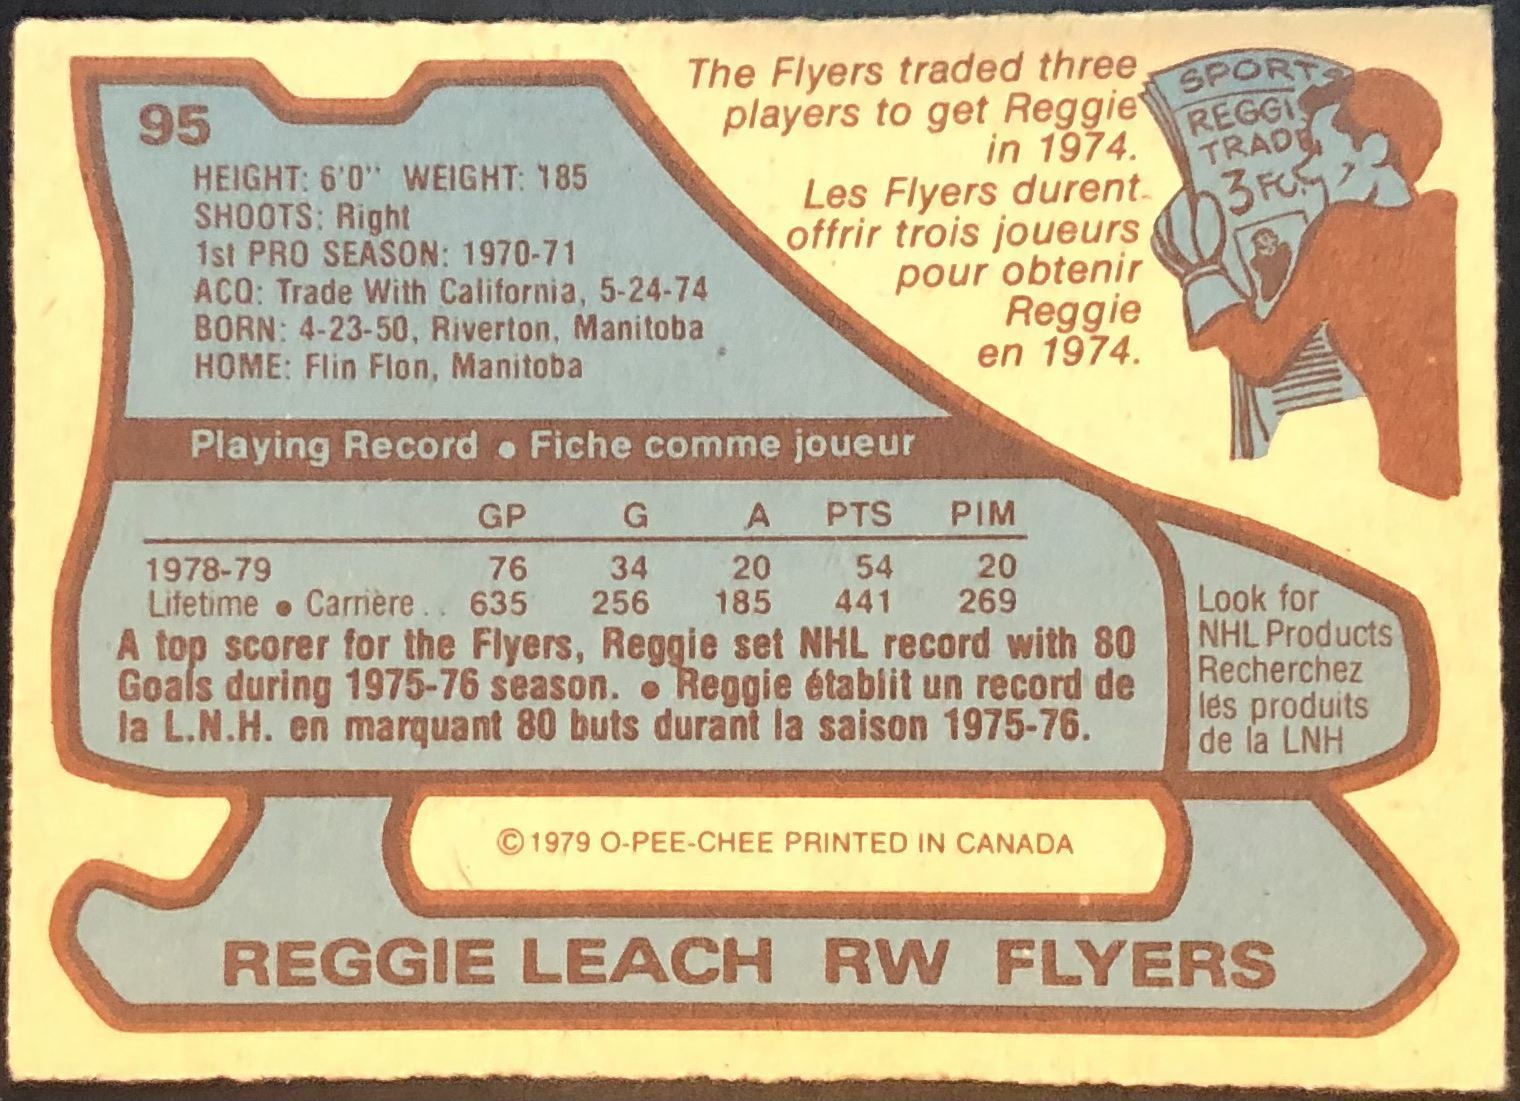 95
HEIGHT: 6'0" WEIGHT: 185
SHOOTS: Right
1st PRO SEASON: 1970-71
ACQ: Trade With California, 5-24-74
BORN: 4-23-50, Riverton, Manitoba
HOME: Flin Flon, Manitoba
The Flyers traded three
players to get Reggie
in 1974.
Les Flyers durent
offrir trois joueurs
pour obtenir
Reggie
en 1974.
SPORTS
REGGI
TRADE
3 FO
Playing Record • Fiche comme joueur
GP G A PTS PIM
1978-79 76 34 20 54 20
Lifetime • Carrière .. 635 256 185 441 269
A top scorer for the Flyers, Reggie set NHL record with 80
Goals during 1975-76 season. • Reggie établit un record de
la L.N.H. en marquant 80 buts durant la saison 1975-76.
Look for
NHL Products
Recherchez
les produits
de la LNH
© 1979 O-PEE-CHEE PRINTED IN CANADA
REGGIE LEACH RW FLYERS